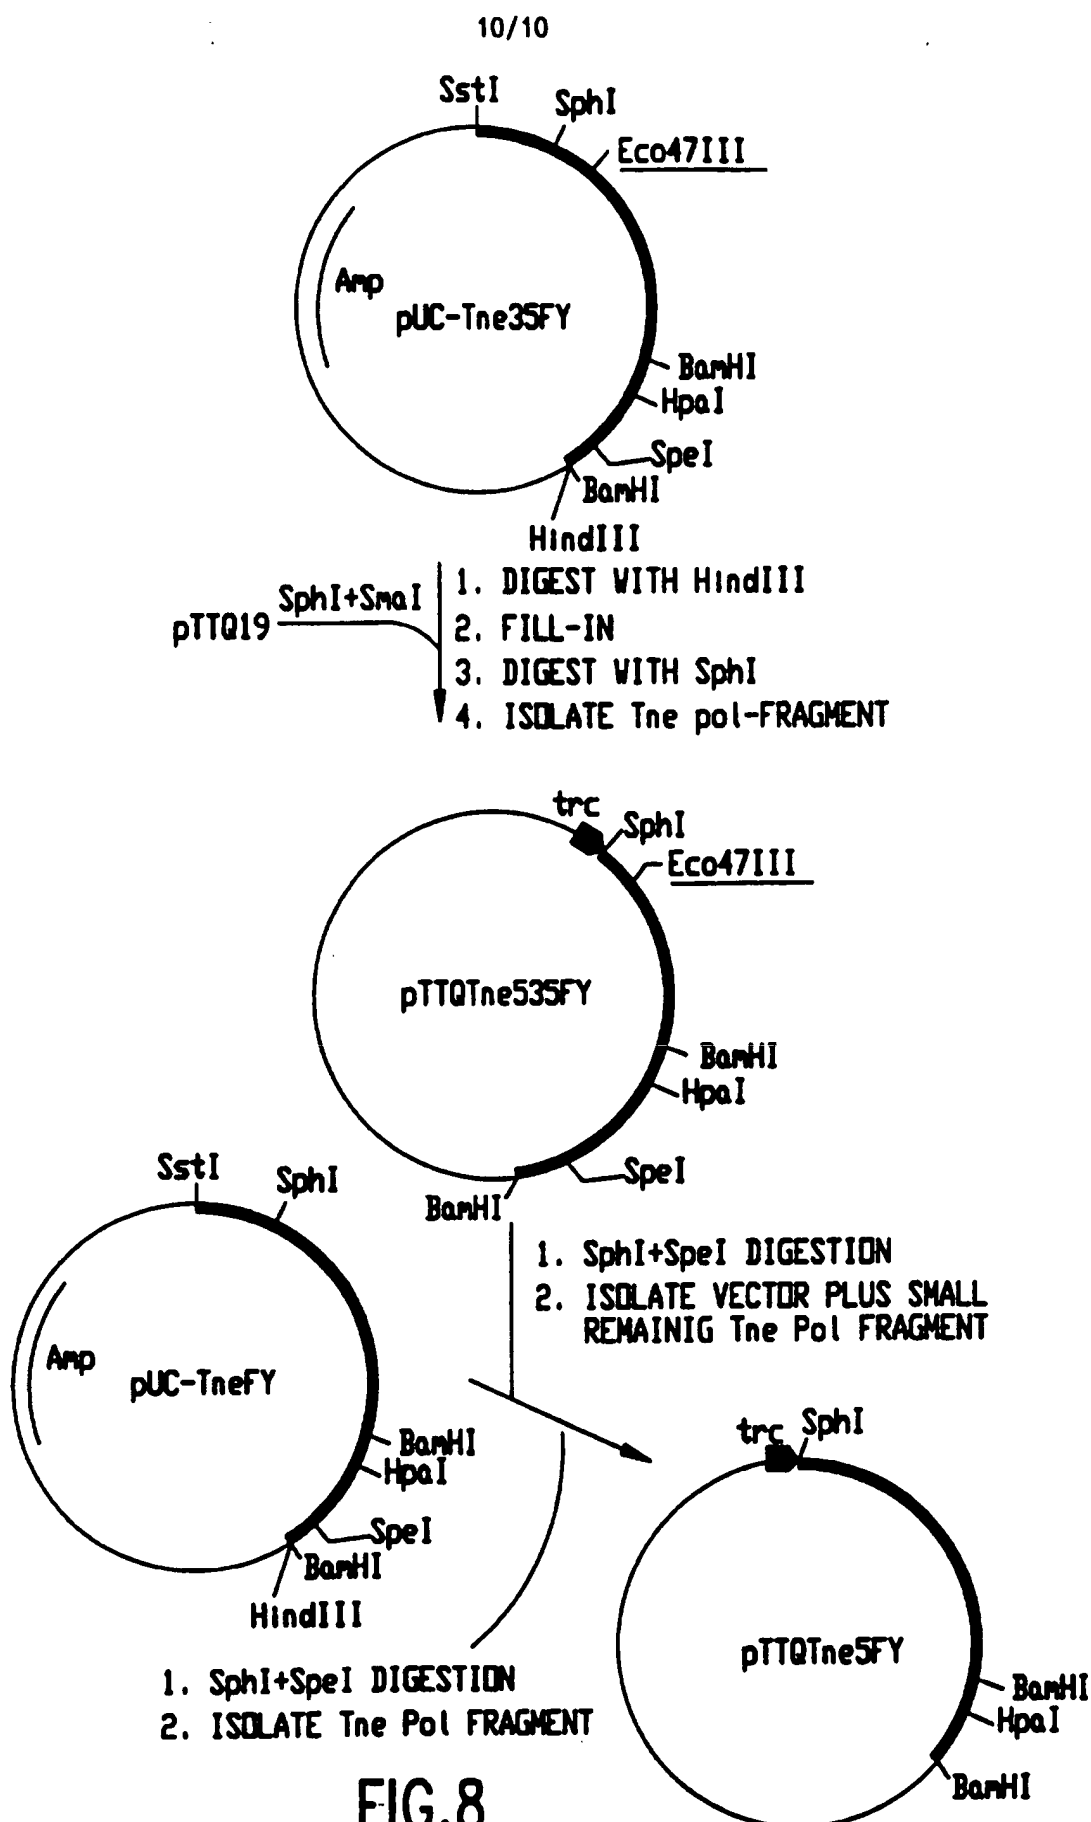 10/10
SstI
SphI
Eco47III
Amp
pUC-Tne35FY
BamHI
HpaI
SpeI
BamHI
HindIII
pTTQ19
SphI+SmaI
1. DIGEST WITH HindIII
2. FILL-IN
3. DIGEST WITH SphI
4. ISOLATE Tne pol-FRAGMENT
trc
SphI
Eco47III
pTTQTne535FY
BamHI
HpaI
SpeI
BamHI
1. SphI+SpeI DIGESTION
2. ISOLATE VECTOR PLUS SMALL
REMAINIG Tne Pol FRAGMENT
SstI
SphI
Amp
pUC-TneFY
BamHI
HpaI
SpeI
BamHI
HindIII
1. SphI+SpeI DIGESTION
2. ISOLATE Tne Pol FRAGMENT
trc
SphI
pTTQTne5FY
BamHI
HpaI
BamHI
FIG.8